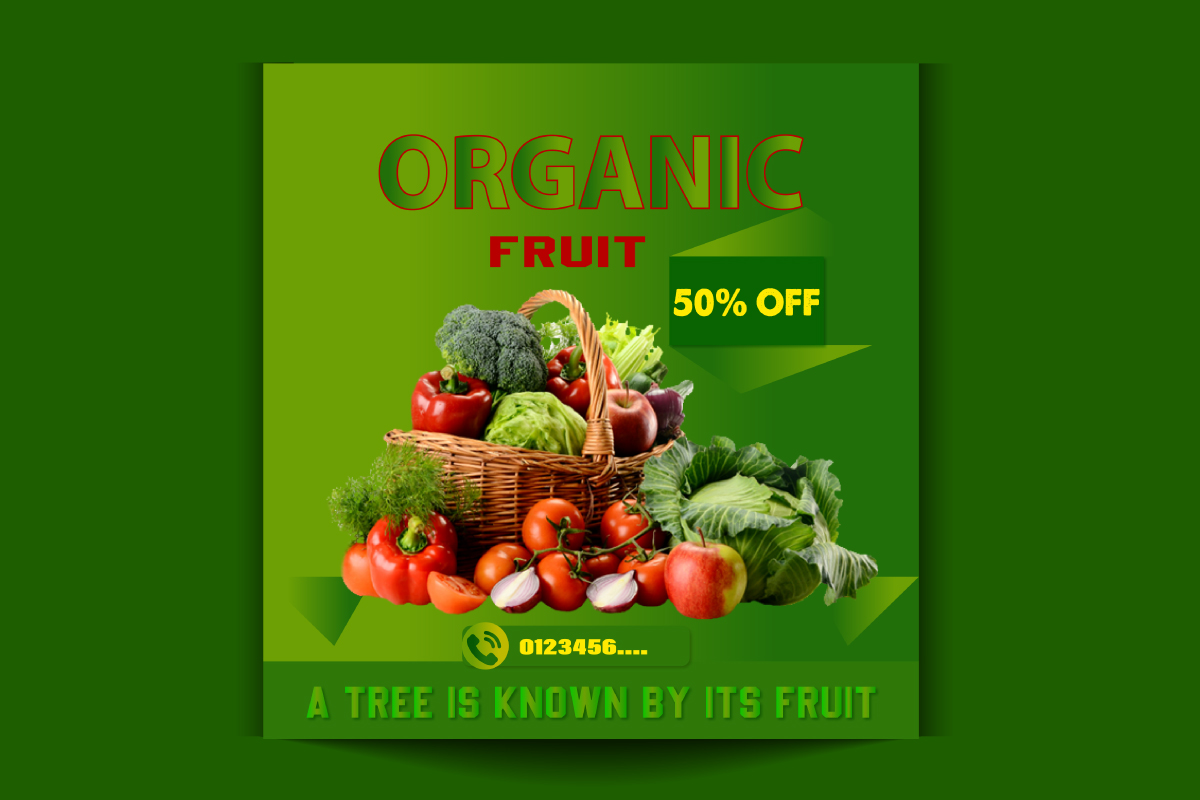 ORGANIC
FRUIT
50% OFF
0123456....
A TREE IS KNOWN BY ITS FRUIT